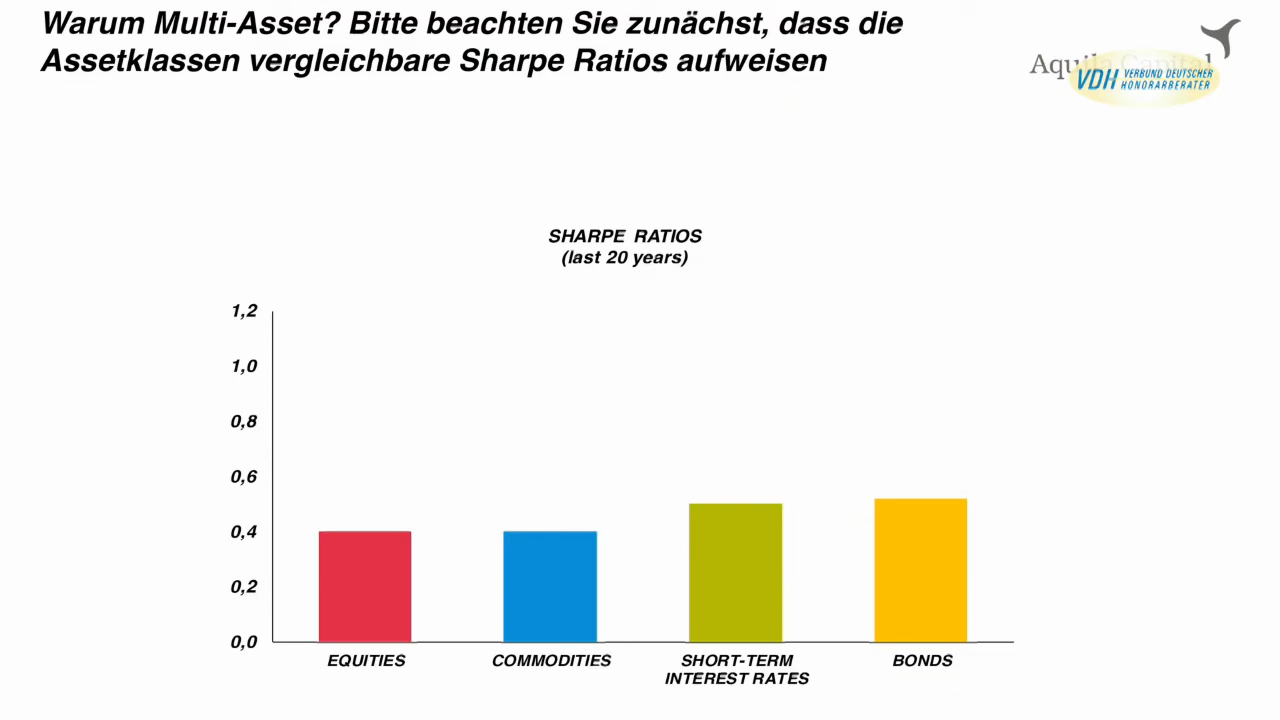 Warum Multi-Asset? Bitte beachten Sie zunächst, dass die
Assetklassen vergleichbare Sharpe Ratios aufweisen
Aquila Capital
VDH VERBUND DEUTSCHER
HONORARBERATER
SHARPE RATIOS
(last 20 years)
1,2
1,0
0,8
0,6
0,4
0,2
0,0
EQUITIES
COMMODITIES
SHORT-TERM
INTEREST RATES
BONDS